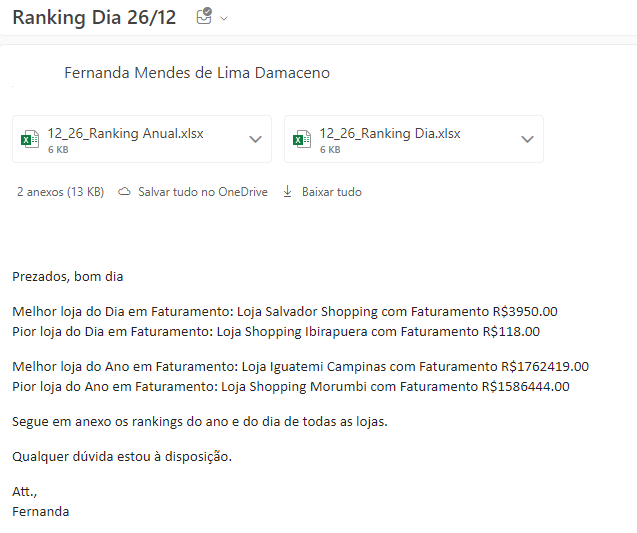 Ranking Dia 26/12
Fernanda Mendes de Lima Damaceno
12_26_Ranking Anual.xlsx
6 KB
12_26_Ranking Dia.xlsx
6 KB
2 anexos (13 KB) Salvar tudo no OneDrive Baixar tudo
Prezados, bom dia
Melhor loja do Dia em Faturamento: Loja Salvador Shopping com Faturamento R$3950.00
Pior loja do Dia em Faturamento: Loja Shopping Ibirapuera com Faturamento R$118.00
Melhor loja do Ano em Faturamento: Loja Iguatemi Campinas com Faturamento R$1762419.00
Pior loja do Ano em Faturamento: Loja Shopping Morumbi com Faturamento R$1586444.00
Segue em anexo os rankings do ano e do dia de todas as lojas.
Qualquer dúvida estou à disposição.
Att.,
Fernanda